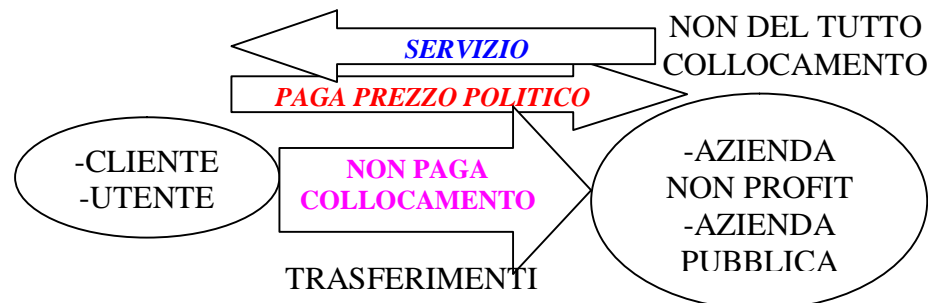 NON DEL TUTTO
COLLOCAMENTO
SERVIZIO
PAGA PREZZO POLITICO
-CLIENTE
-UTENTE
NON PAGA
COLLOCAMENTO
-AZIENDA
NON PROFIT
-AZIENDA
PUBBLICA
TRASFERIMENTI